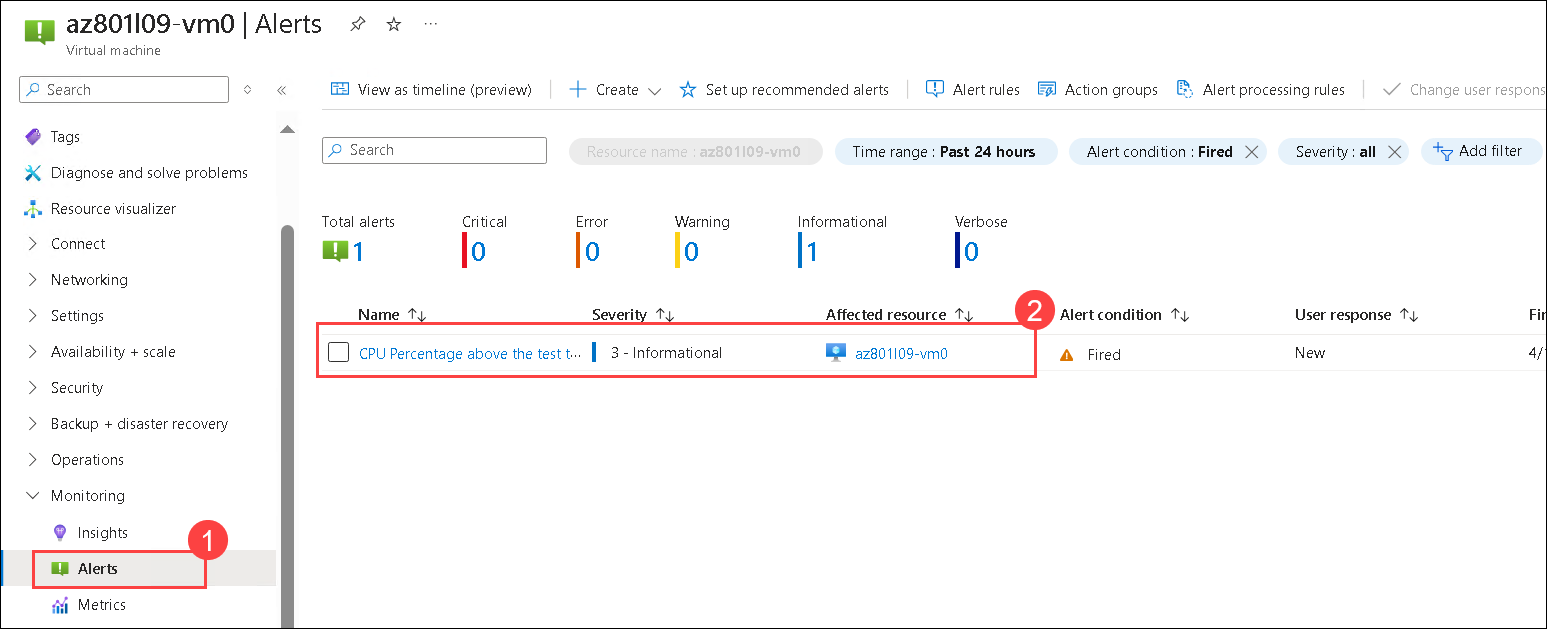 az801l09-vm0 | Alerts
Virtual machine
Search
View as timeline (preview)
Create
Set up recommended alerts
Alert rules
Action groups
Alert processing rules
Change user respons
Tags
Diagnose and solve problems
Resource visualizer
Connect
Networking
Settings
Availability + scale
Security
Backup + disaster recovery
Operations
Monitoring
Insights
1
Alerts
Metrics
Search
Resource name : az801l09-vm0
Time range : Past 24 hours
Alert condition : Fired
Severity : all
Add filter
Total alerts
1
Critical
0
Error
0
Warning
0
Informational
1
Verbose
0
2
Name
Severity
Affected resource
Alert condition
User response
Fir
CPU Percentage above the test t...
3 - Informational
az801l09-vm0
Fired
New
4/